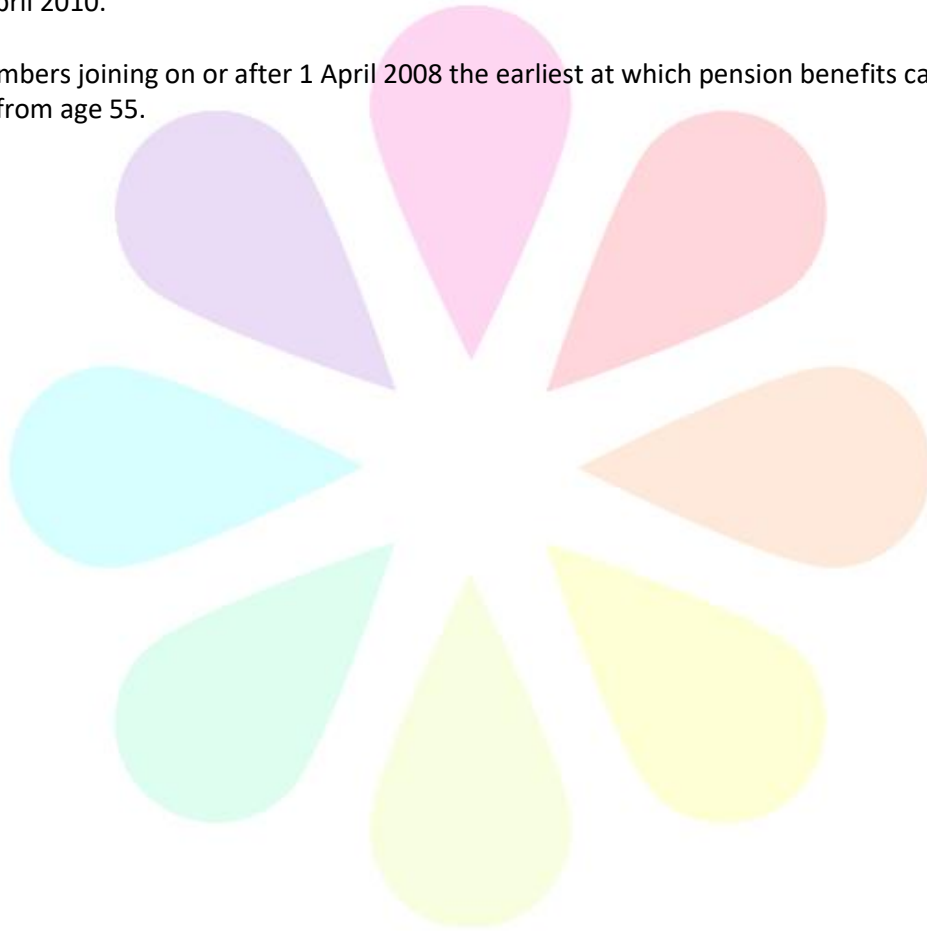 pril 2010.
mbers joining on or after 1 April 2008 the earliest at which pension benefits ca
from age 55.